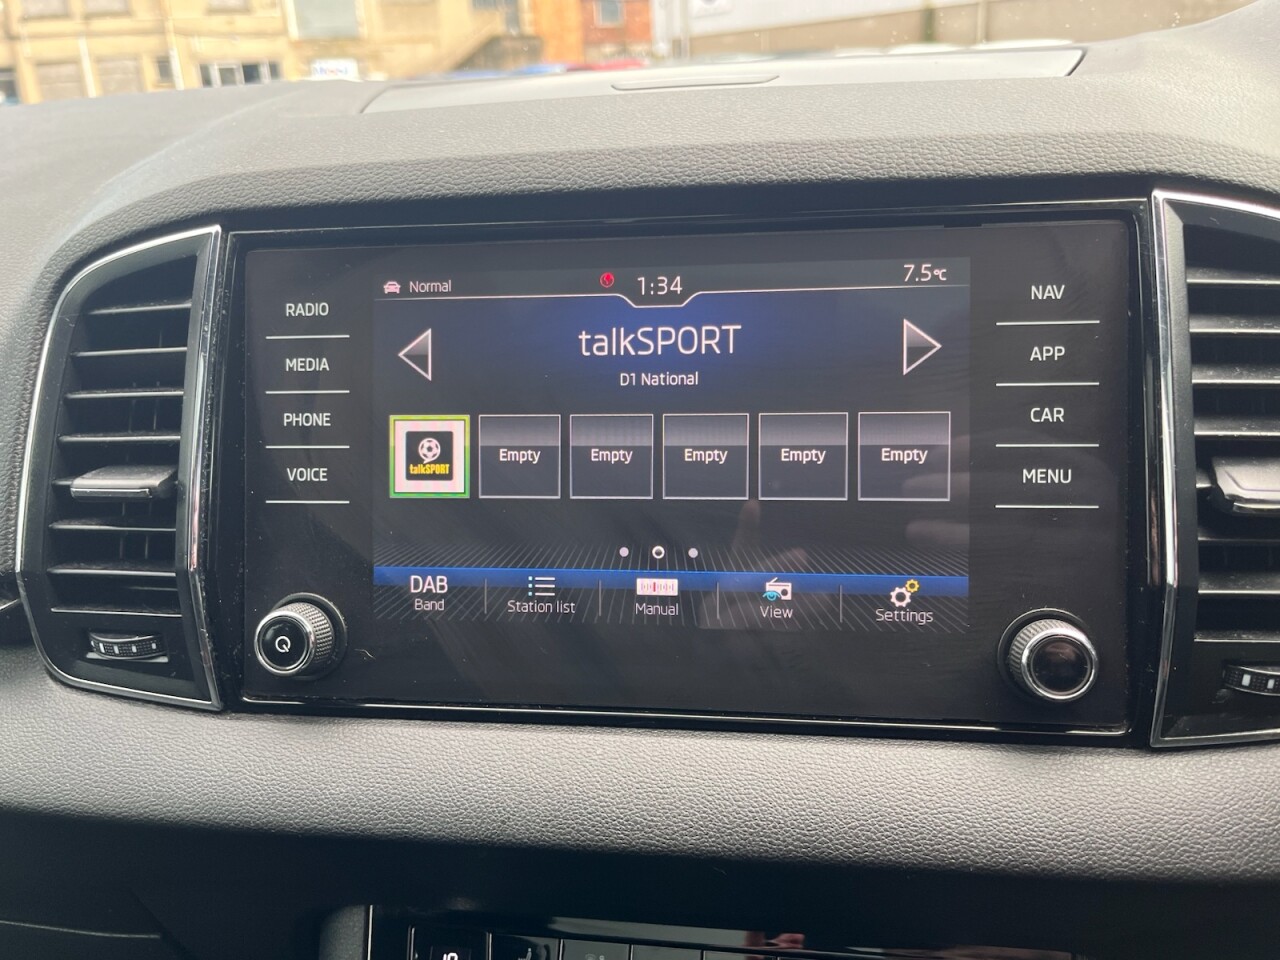 RADIO
MEDIA
PHONE
VOICE
Normal
1:34
7.5°C
talkSPORT
D1 National
talkSPORT
Empty
Empty
Empty
Empty
Empty
DAB
Band
Station list
Manual
View
Settings
NAV
APP
CAR
MENU